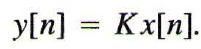 y[n] = Kx[n].